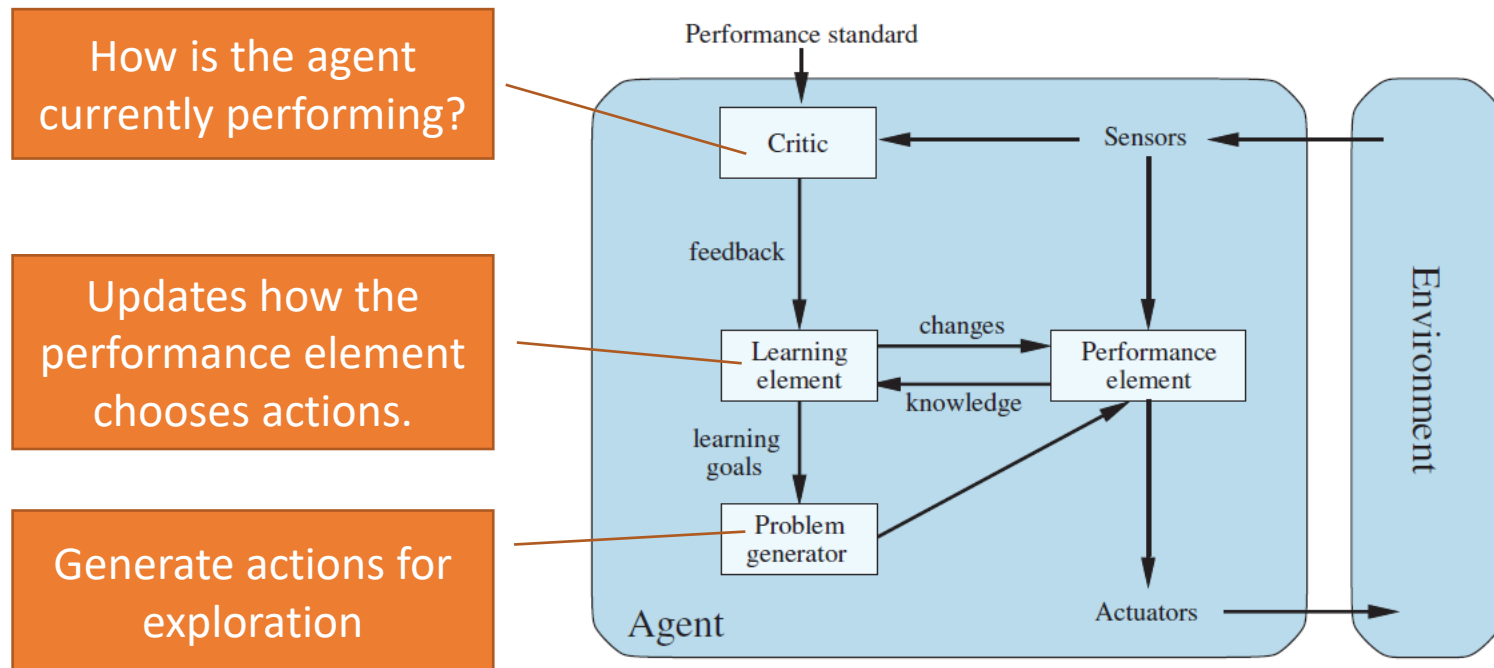 How is the agent
currently performing?
Updates how the
performance element
chooses actions.
Generate actions for
exploration
Performance standard
Critic
Sensors
feedback
changes
Learning
element
Performance
element
knowledge
learning
goals
Problem
generator
Agent
Actuators
Environment